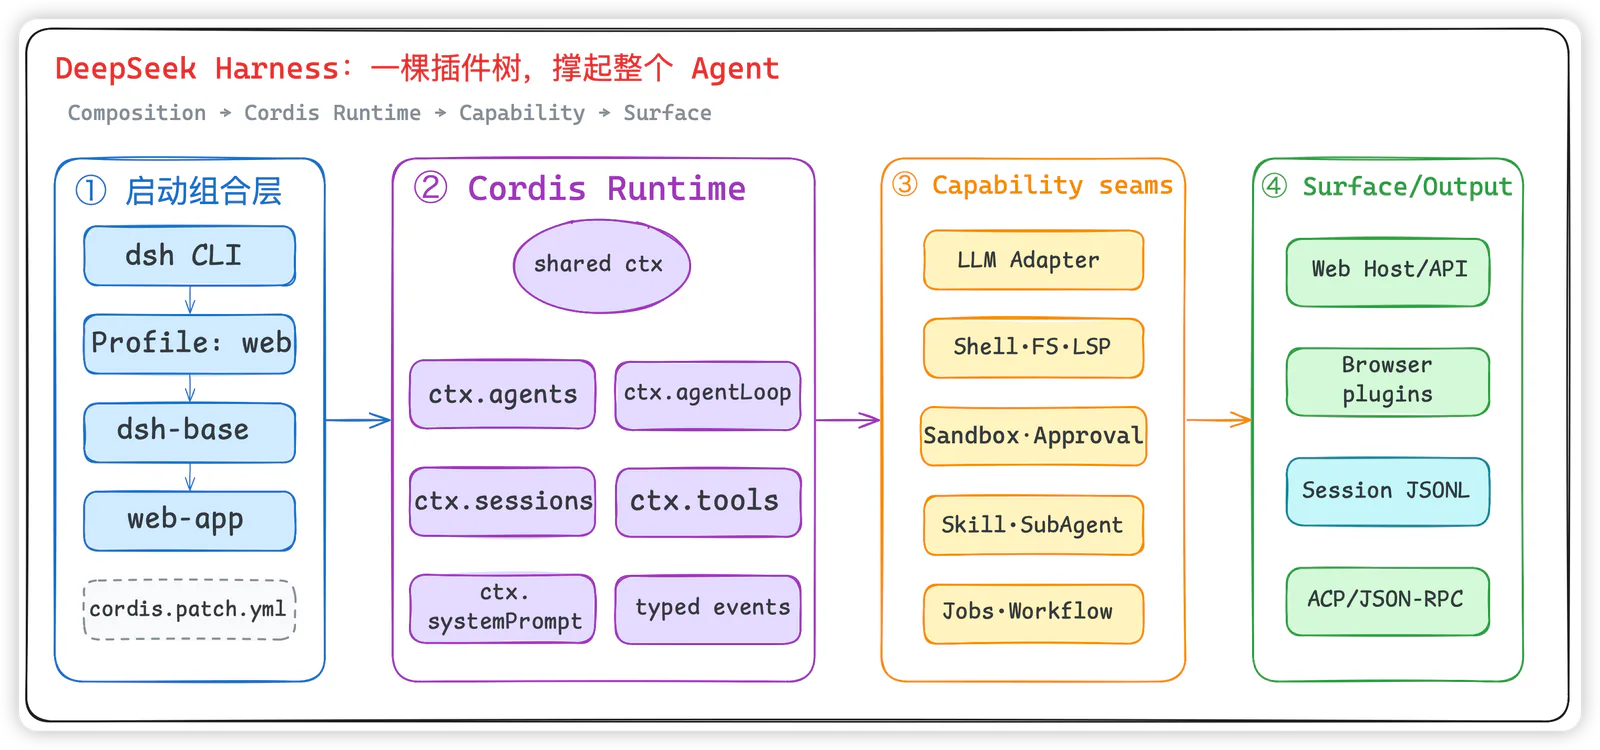 DeepSeek Harness: 一棵插件树，撑起整个 Agent
Composition → Cordis Runtime → Capability → Surface
① 启动组合层
dsh CLI
Profile: web
dsh-base
web-app
cordis.patch.yml
② Cordis Runtime
shared ctx
ctx.agents
ctx.agentLoop
ctx.sessions
ctx.tools
ctx.
systemPrompt
typed events
③ Capability seams
LLM Adapter
Shell·FS·LSP
Sandbox·Approval
Skill·SubAgent
Jobs·Workflow
④ Surface/Output
Web Host/API
Browser
plugins
Session JSONL
ACP/JSON-RPC